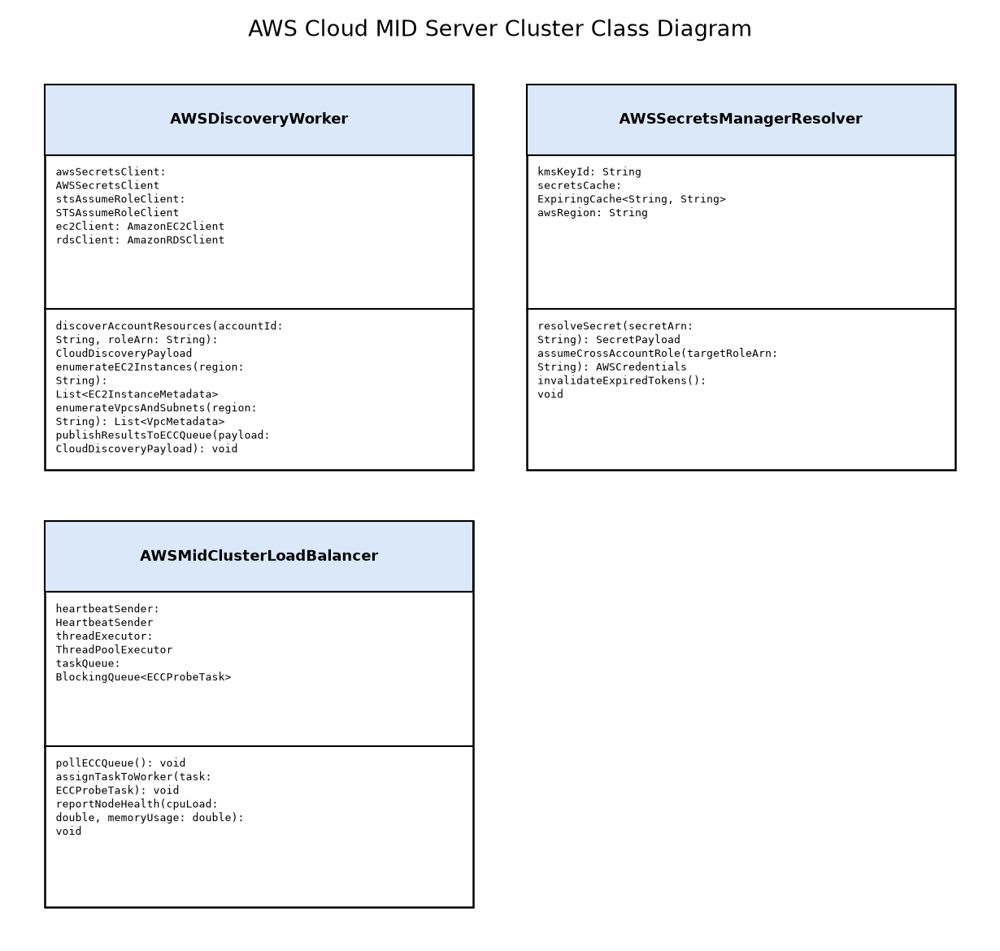 AWS Cloud MID Server Cluster Class Diagram
AWSDiscoveryWorker
awsSecretsClient:
AWSSecretsClient
stsAssumeRoleClient:
STSAssumeRoleClient
ec2Client: AmazonEC2Client
rdsClient: AmazonRDSClient
discoverAccountResources(accountId:
String, roleArn: String):
CloudDiscoveryPayload
enumerateEC2Instances(region:
String):
List<EC2InstanceMetadata>
enumerateVpcsAndSubnets(region:
String): List<VpcMetadata>
publishResultsToECCQueue(payload:
CloudDiscoveryPayload): void
AWSSecretsManagerResolver
kmsKeyId: String
secretsCache:
ExpiringCache<String, String>
awsRegion: String
resolveSecret(secretArn:
String): SecretPayload
assumeCrossAccountRole(targetRoleArn:
String): AWSCredentials
invalidateExpiredTokens():
void
AWSMidClusterLoadBalancer
heartbeatSender:
HeartbeatSender
threadExecutor:
ThreadPoolExecutor
taskQueue:
BlockingQueue<ECCProbeTask>
pollECCQueue(): void
assignTaskToWorker(task:
ECCProbeTask): void
reportNodeHealth(cpuLoad:
double, memoryUsage: double):
void